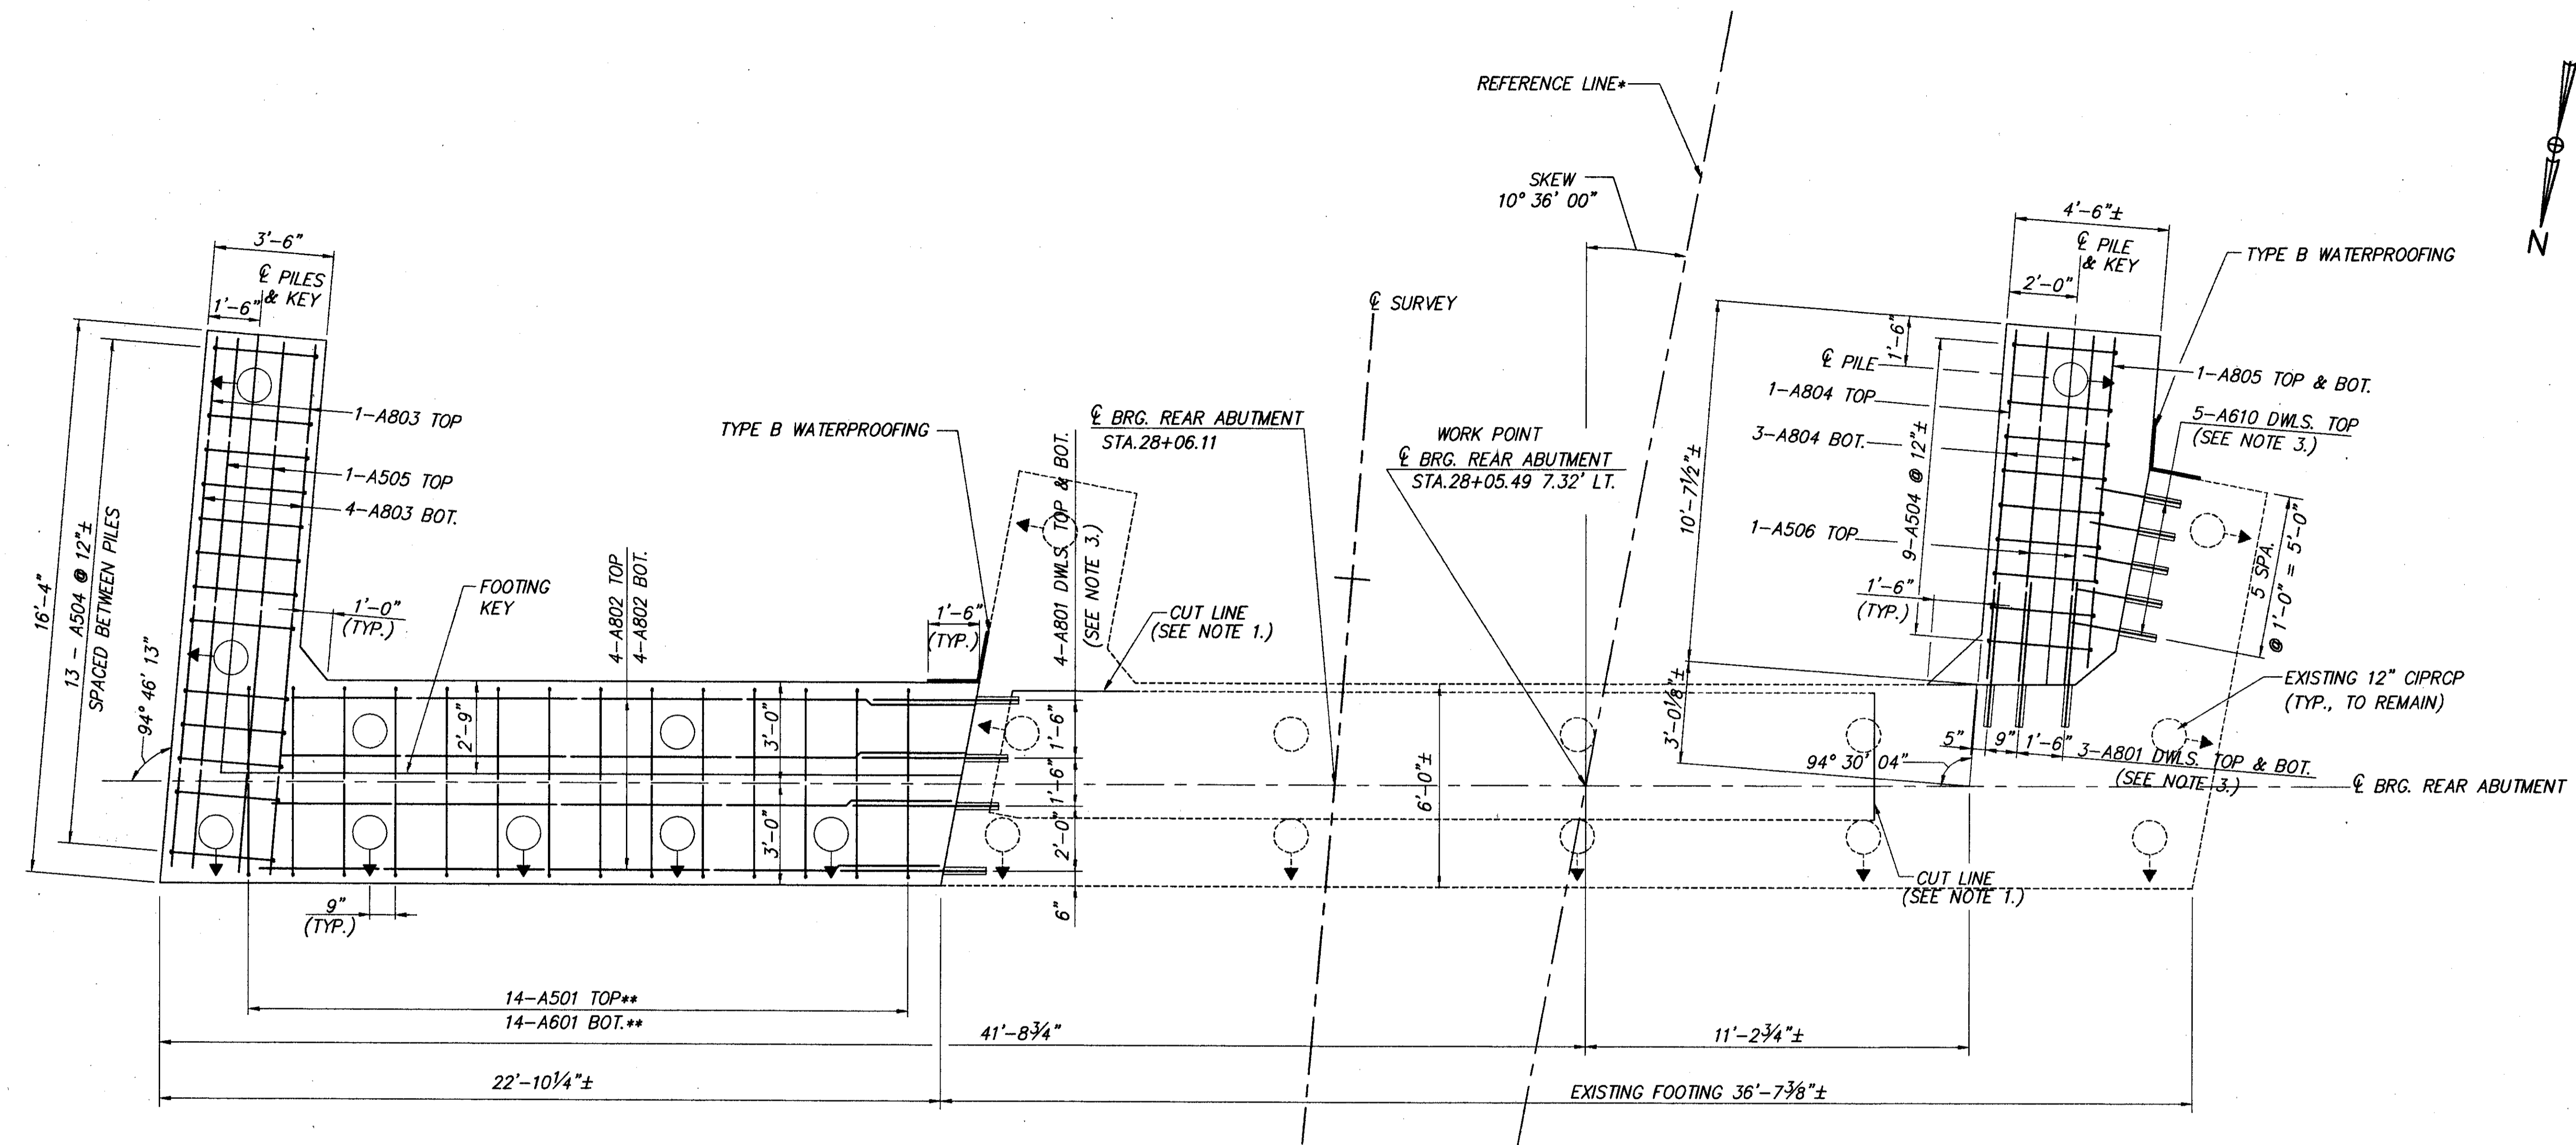 REFERENCE LINE*
SKEW
10° 36' 00"
N
3'-6"
℄ PILES
& KEY
1'-6"
4'-6"±
℄ PILE
& KEY
2'-0"
TYPE B WATERPROOFING
℄ SURVEY
1'-6"
℄ PILE
1-A804 TOP
3-A804 BOT.
9-A504 @ 12"±
1-A805 TOP & BOT.
5-A610 DWLS. TOP
(SEE NOTE 3.)
1-A803 TOP
1-A505 TOP
4-A803 BOT.
TYPE B WATERPROOFING
℄ BRG. REAR ABUTMENT
STA.28+06.11
WORK POINT
℄ BRG. REAR ABUTMENT
STA.28+05.49 7.32' LT.
10'-7½"±
1-A506 TOP
1'-6"
(TYP.)
5 SPA.
@ 1'-0" = 5'-0"
16'-4"
13 - A504 @ 12"±
SPACED BETWEEN PILES
94° 46' 13"
FOOTING
KEY
1'-0"
(TYP.)
4-A802 TOP
4-A802 BOT.
1'-6"
(TYP.)
4-A801 DWLS. TOP & BOT.
(SEE NOTE 3.)
CUT LINE
(SEE NOTE 1.)
EXISTING 12" CIPRCP
(TYP., TO REMAIN)
2'-9"
3'-0"
3'-0"
1'-6"
1'-6"
2'-0"
6"
6'-0"±
3'-0⅛"±
5"
9"
1'-6"
3-A801 DWLS. TOP & BOT.
(SEE NOTE 3.)
94° 30' 04"
℄ BRG. REAR ABUTMENT
CUT LINE
(SEE NOTE 1.)
9"
(TYP.)
14-A501 TOP**
14-A601 BOT.**
41'-8¾"
11'-2¾"±
22'-10¼"±
EXISTING FOOTING 36'-7⅜"±